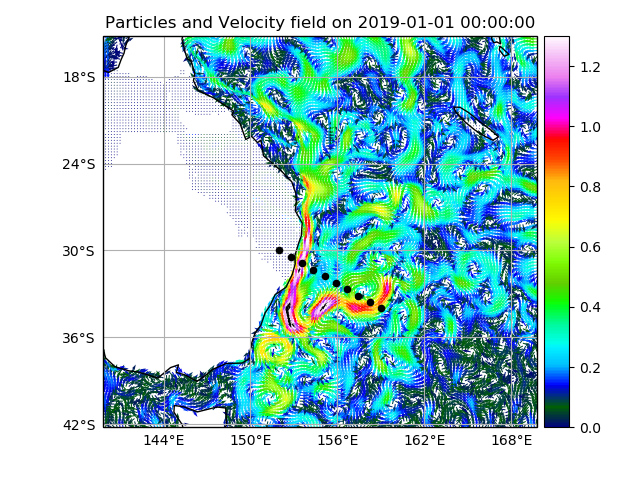 Particles and Velocity field on 2019-01-01 00:00:00
18°S
24°S
30°S
36°S
42°S
144°E 150°E 156°E 162°E 168°E
1.2
1.0
0.8
0.6
0.4
0.2
0.0